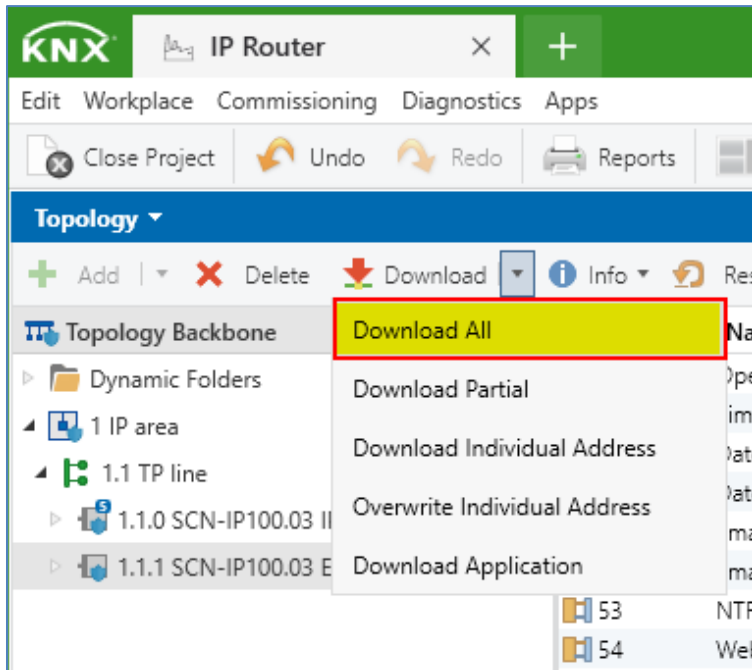 KNX IP Router
Edit Workplace Commissioning Diagnostics Apps
Close Project Undo Redo Reports
Topology
Add Delete Download Info
Topology Backbone
Download All
Dynamic Folders
Download Partial
1 IP area
Download Individual Address
1.1 TP line
Overwrite Individual Address
1.1.0 SCN-IP100.03
1.1.1 SCN-IP100.03
Download Application
53
54